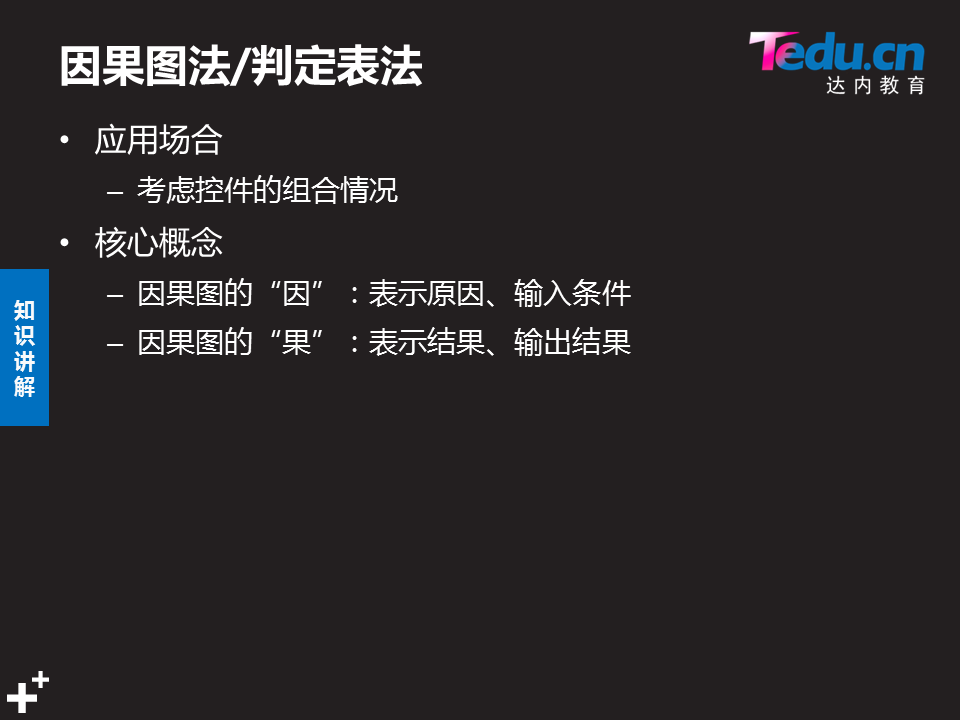 因果图法/判定表法
Tedu.cn
达内教育
• 应用场合
– 考虑控件的组合情况
• 核心概念
– 因果图的“因”：表示原因、输入条件
– 因果图的“果”：表示结果、输出结果
知识讲解